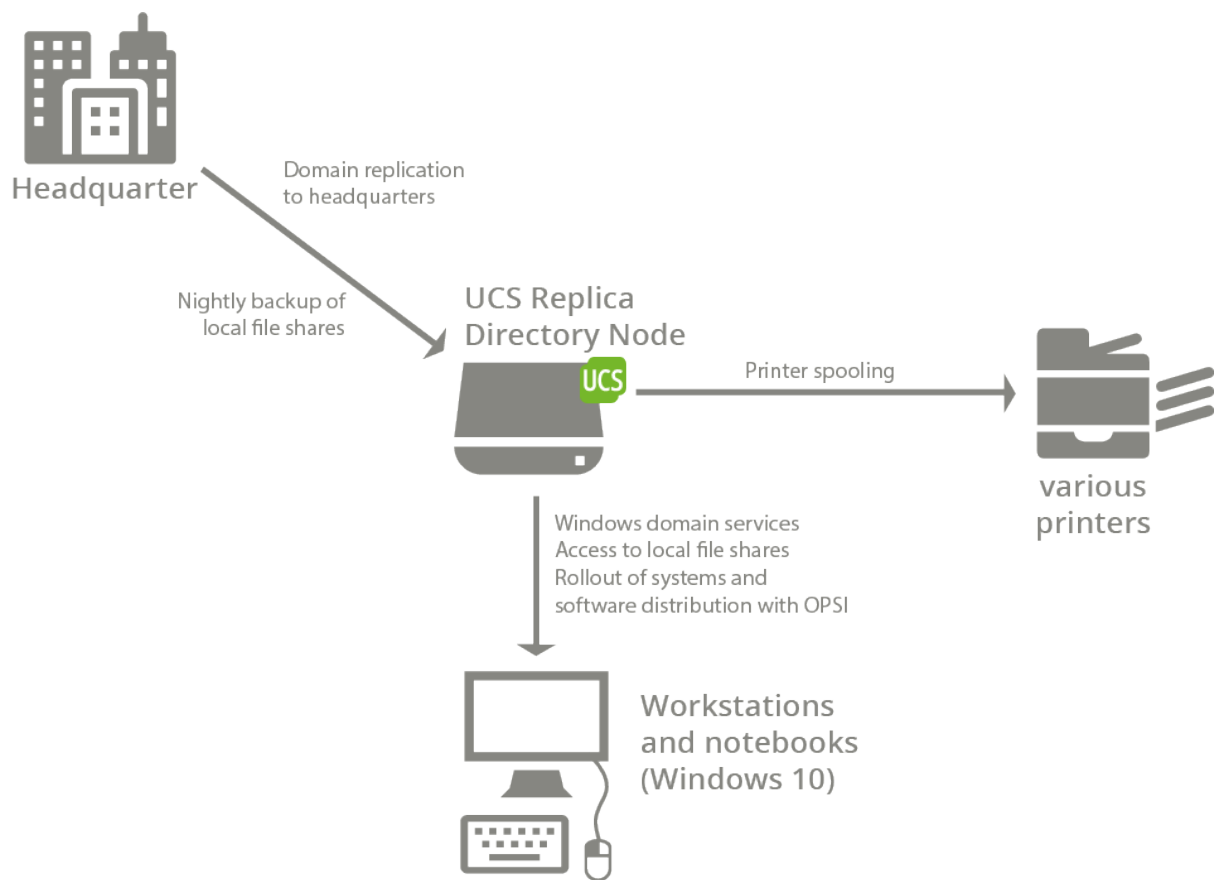 Headquarter
Domain replication
to headquarters
Nightly backup of
local file shares
UCS Replica
Directory Node
UCS
Printer spooling
various
printers
Windows domain services
Access to local file shares
Rollout of systems and
software distribution with OPSI
Workstations
and notebooks
(Windows 10)